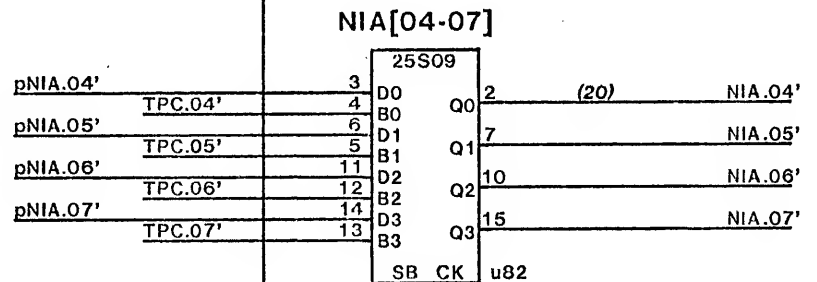 NIA[04-07]
25S09
pNIA.04' 3 D0 Q0 2 (20) NIA.04'
TPC.04' 4 B0
pNIA.05' 6 D1 Q1 7 NIA.05'
TPC.05' 5 B1
pNIA.06' 11 D2 Q2 10 NIA.06'
TPC.06' 12 B2
pNIA.07' 14 D3 Q3 15 NIA.07'
TPC.07' 13 B3
SB CK u82